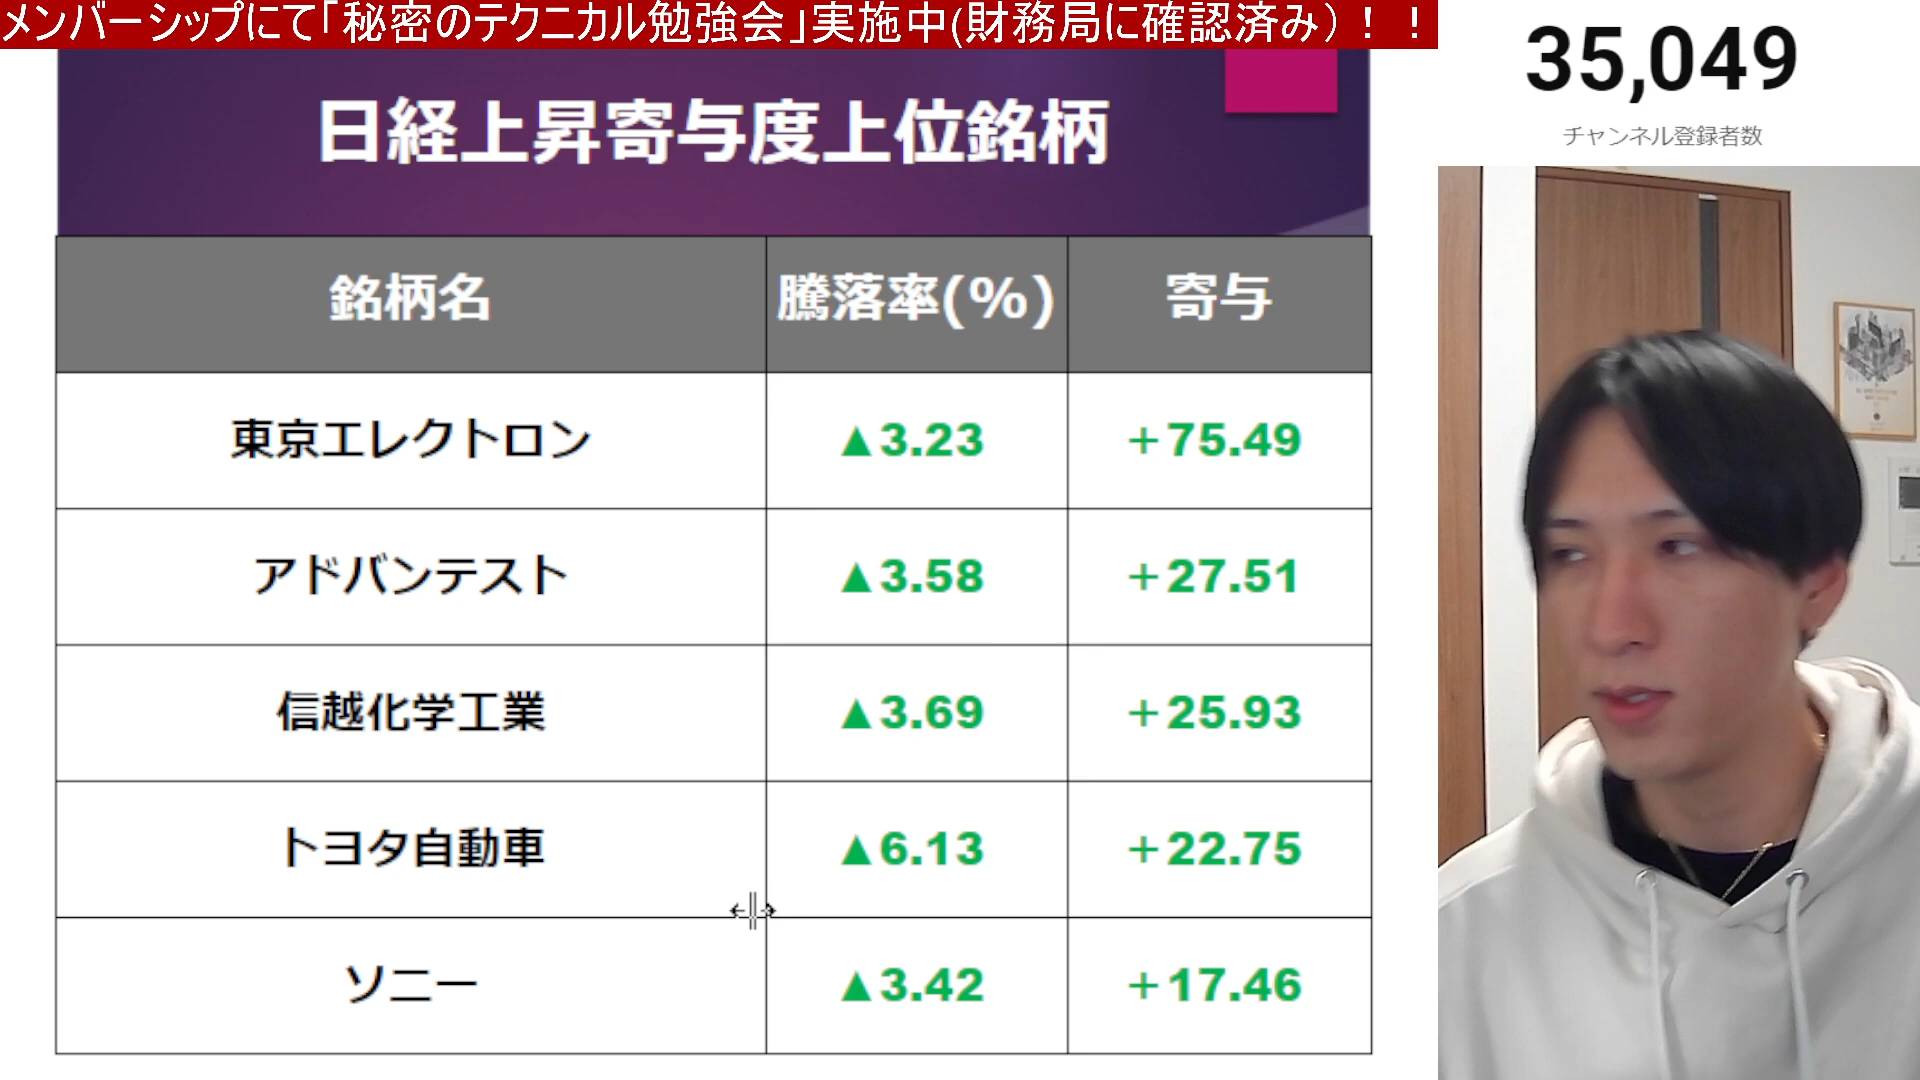 メンバーシップにて「秘密のテクニカル勉強会」実施中(財務局に確認済み)！！
35,049
チャンネル登録者数
日経上昇寄与度上位銘柄
銘柄名 騰落率(%) 寄与
東京エレクトロン ▲3.23 +75.49
アドバンテスト ▲3.58 +27.51
信越化学工業 ▲3.69 +25.93
トヨタ自動車 ▲6.13 +22.75
ソニー ▲3.42 +17.46